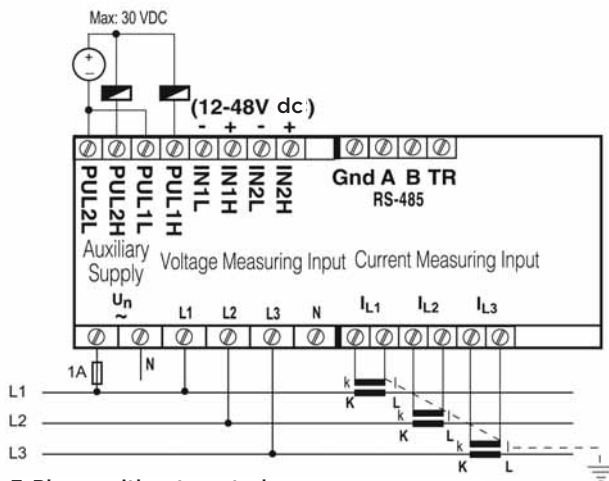 Max: 30 VDC
+
–
(12-48V dc)
- + - +
PUL2L PUL2H PUL1L PUL1H IN1L IN1H IN2L IN2H
Gnd A B TR
RS-485
Auxiliary Supply
Voltage Measuring Input
Current Measuring Input
Un
~
L1 L2 L3 N
IL1 IL2 IL3
1A
N
L1
k l
K L
L2
k l
K L
L3
k l
K L